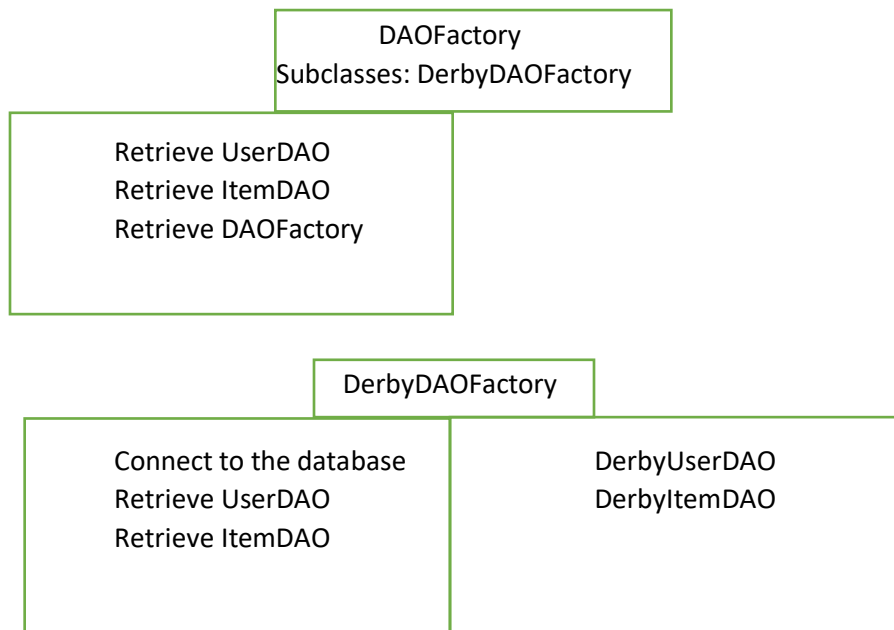 DAOFactory
Subclasses: DerbyDAOFactory
Retrieve UserDAO
Retrieve ItemDAO
Retrieve DAOFactory
DerbyDAOFactory
Connect to the database
Retrieve UserDAO
Retrieve ItemDAO
DerbyUserDAO
DerbyItemDAO